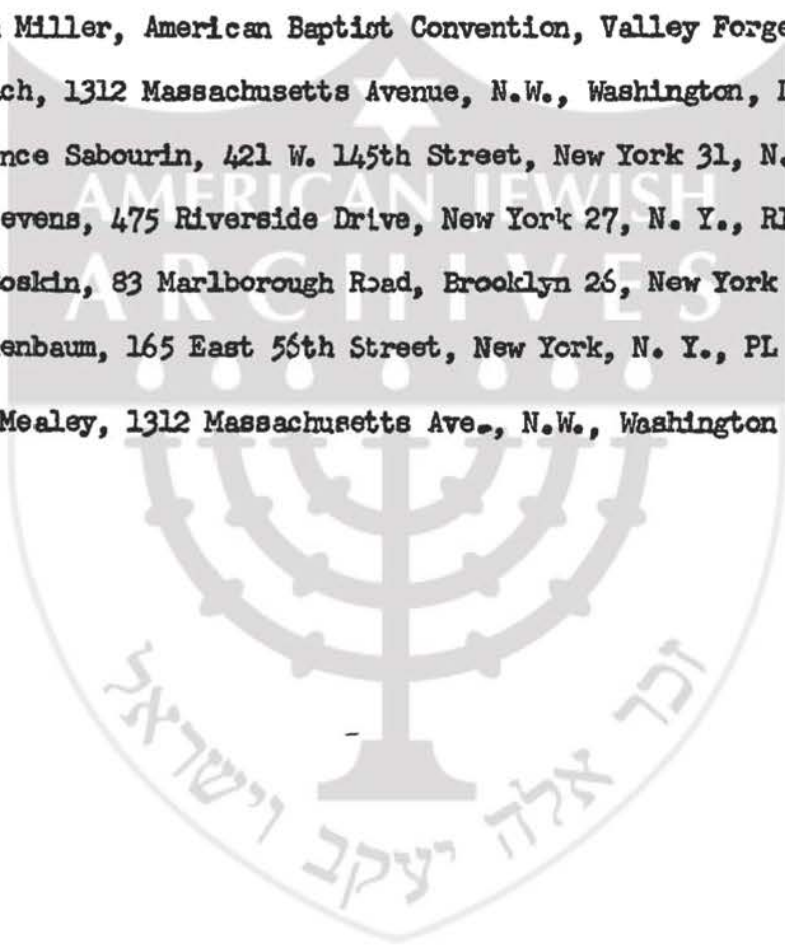 Miller, American Baptist Convention, Valley Forge
ch, 1312 Massachusetts Avenue, N.W., Washington,
nce Sabourin, 421 W. 145th Street, New York 31, N.
AMERICAN JEWISH
evens, 475 Riverside Drive, New York 27, N. Y.,
ARCHIVES
oskin, 83 Marlborough Road, Brooklyn 26, New York
enbaum, 165 East 56th Street, New York, N. Y., PL
Mealey, 1312 Massachusetts Ave., N.W., Washington
זכר אלה יעקב וישראל